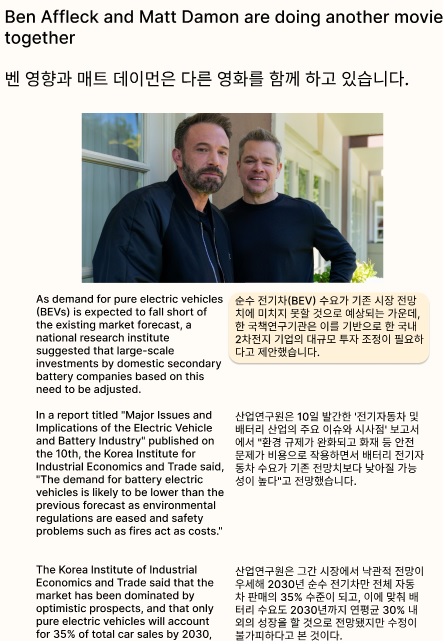 Ben Affleck and Matt Damon are doing another movie
together
벤 영향과 매트 데이먼은 다른 영화를 함께 하고 있습니다.
As demand for pure electric vehicles
(BEVs) is expected to fall short of
the existing market forecast, a
national research institute
suggested that large-scale
investments by domestic secondary
battery companies based on this
need to be adjusted.
순수 전기차(BEV) 수요가 기존 시장 전망
치에 미치지 못할 것으로 예상되는 가운데,
한 국책연구기관은 이를 기반으로 한 국내
2차전지 기업의 대규모 투자 조정이 필요하
다고 제안했습니다.
In a report titled "Major Issues and
Implications of the Electric Vehicle
and Battery Industry" published on
the 10th, the Korea Institute for
Industrial Economics and Trade said,
"The demand for battery electric
vehicles is likely to be lower than the
previous forecast as environmental
regulations are eased and safety
problems such as fires act as costs."
산업연구원은 10일 발간한 '전기자동차 및
배터리 산업의 주요 이슈와 시사점' 보고서
에서 "환경 규제가 완화되고 화재 등 안전
문제가 비용으로 작용하면서 배터리 전기자
동차 수요가 기존 전망치보다 낮아질 가능
성이 높다"고 전망했습니다.
The Korea Institute of Industrial
Economics and Trade said that the
market has been dominated by
optimistic prospects, and that only
pure electric vehicles will account
for 35% of total car sales by 2030,
산업연구원은 그간 시장에서 낙관적 전망이
우세해 2030년 순수 전기차만 전체 자동
차 판매의 35% 수준이 되고, 이에 맞춰 배
터리 수요도 2030년까지 연평균 30% 내
외의 성장을 할 것으로 전망됐지만 수정이
불가피하다고 본 것이다.